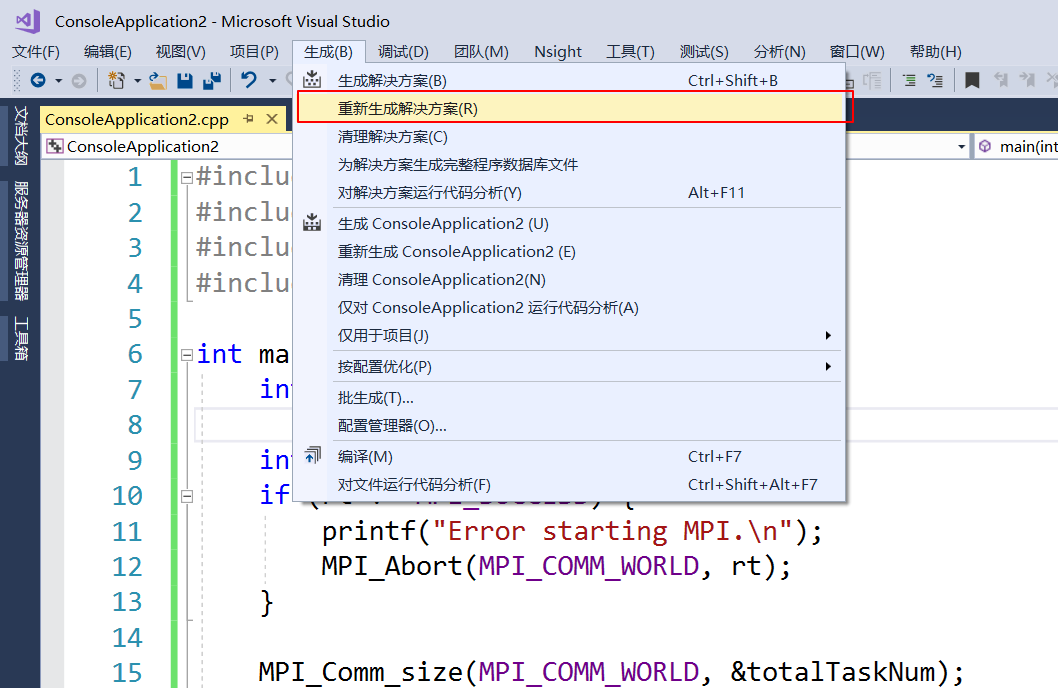 ConsoleApplication2 - Microsoft Visual Studio
文件(F) 编辑(E) 视图(V) 项目(P) 生成(B) 调试(D) 团队(M) Nsight 工具(T) 测试(S) 分析(N) 窗口(W) 帮助(H)
生成解决方案(B) Ctrl+Shift+B
重新生成解决方案(R)
清理解决方案(C)
为解决方案生成完整程序数据库文件
对解决方案运行代码分析(Y) Alt+F11
生成 ConsoleApplication2 (U)
重新生成 ConsoleApplication2 (E)
清理 ConsoleApplication2(N)
仅对 ConsoleApplication2 运行代码分析(A)
仅用于项目(J)
按配置优化(P)
批生成(T)...
配置管理器(O)...
编译(M) Ctrl+F7
对文件运行代码分析(F) Ctrl+Shift+Alt+F7
文档大纲
服务器资源管理器
工具箱
ConsoleApplication2.cpp
ConsoleApplication2 main(int
1 #inclu
2 #inclu
3 #inclu
4 #inclu
5
6 int ma
7 in
8
9 in
10 if
11 printf("Error starting MPI.\n");
12 MPI_Abort(MPI_COMM_WORLD, rt);
13 }
14
15 MPI_Comm_size(MPI_COMM_WORLD, &totalTaskNum);